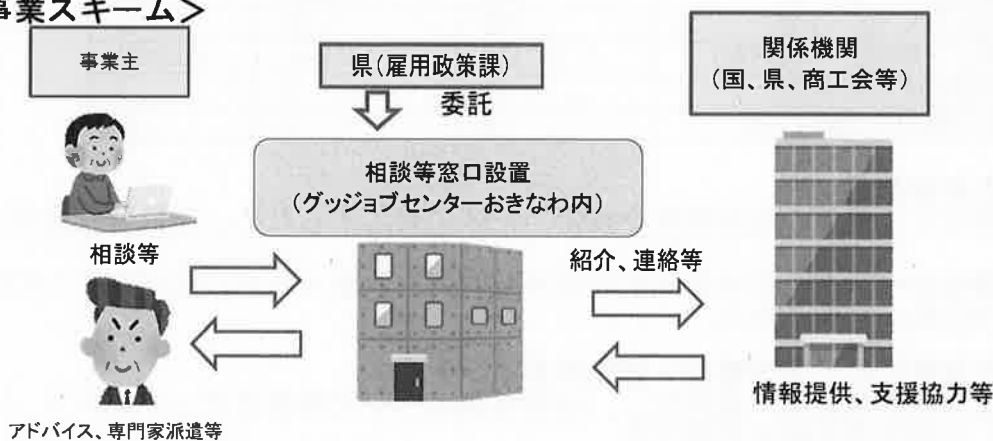 事業スキーム>
事業主
県(雇用政策課)
委託
関係機関
(国、県、商工会等)
相談等窓口設置
(グッジョブセンターおきなわ内)
相談等
紹介、連絡等
情報提供、支援協力等
アドバイス、専門家派遣等